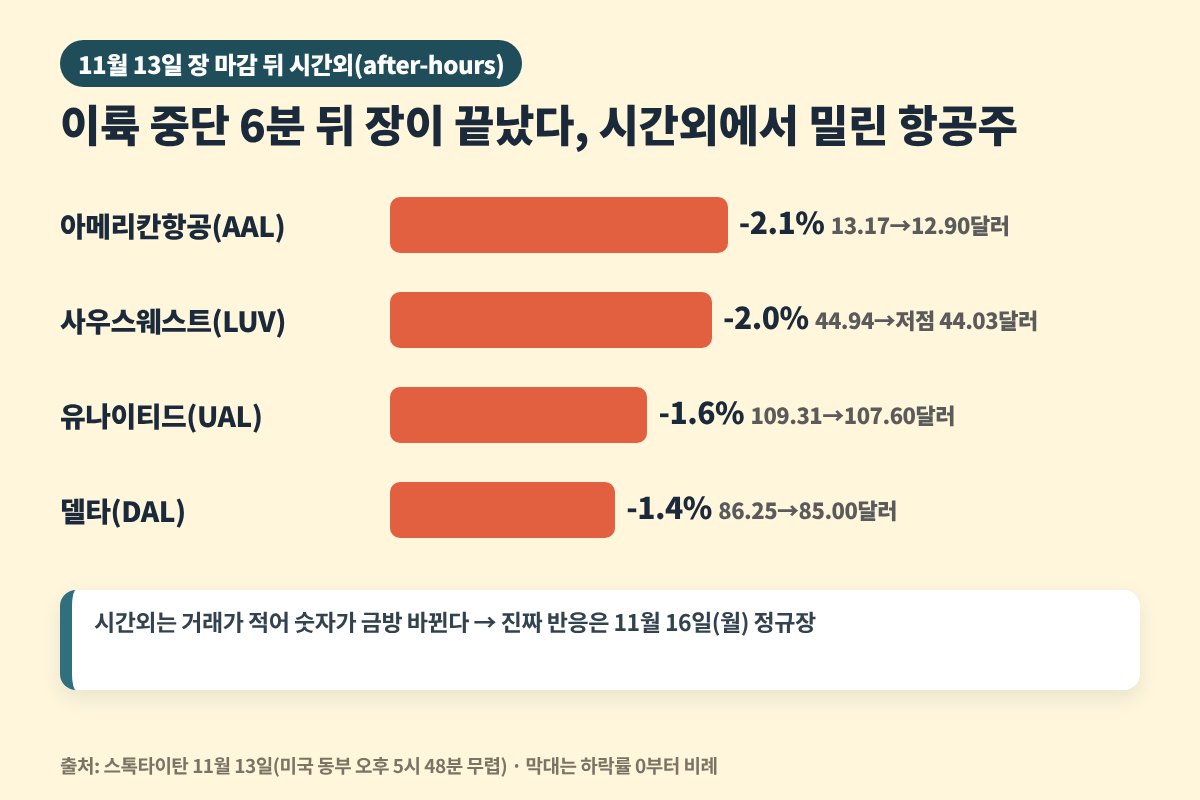 11월 13일 장 마감 뒤 시간외(after-hours)
이륙 중단 6분 뒤 장이 끝났다, 시간외에서 밀린 항공주
아메리칸항공(AAL) -2.1% 13.17→12.90달러
사우스웨스트(LUV) -2.0% 44.94→저점 44.03달러
유나이티드(UAL) -1.6% 109.31→107.60달러
델타(DAL) -1.4% 86.25→85.00달러
시간외는 거래가 적어 숫자가 금방 바뀐다 → 진짜 반응은 11월 16일(월) 정규장
출처: 스톡타이탄 11월 13일(미국 동부 오후 5시 48분 무렵) · 막대는 하락률 0부터 비례